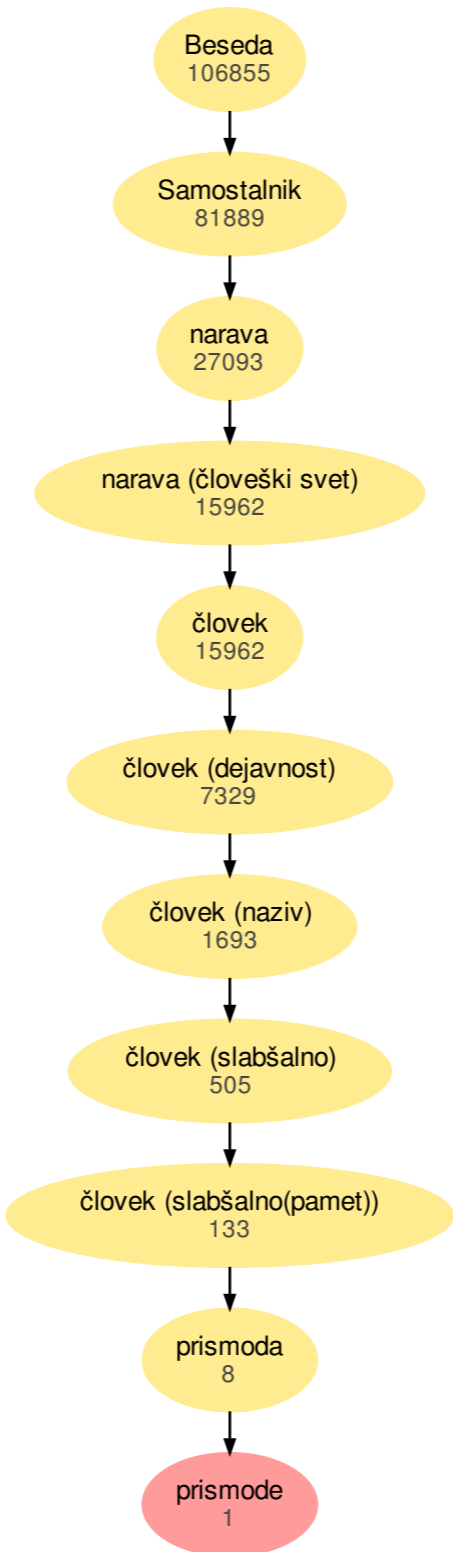 Beseda
106855
Samostalnik
81889
narava
27093
narava (človeški svet)
15962
človek
15962
človek (dejavnost)
7329
človek (naziv)
1693
človek (slabšalno)
505
človek (slabšalno(pamet))
133
prismoda
8
prismode
1